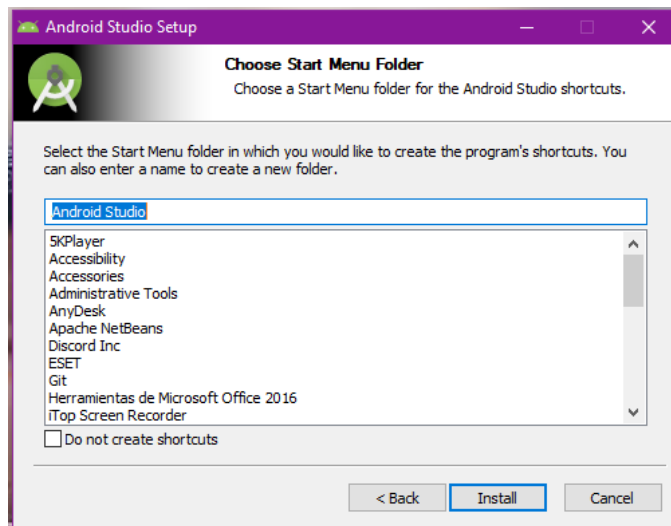 Android Studio Setup
Choose Start Menu Folder
Choose a Start Menu folder for the Android Studio shortcuts.
Select the Start Menu folder in which you would like to create the program's shortcuts. You
can also enter a name to create a new folder.
Android Studio
5KPlayer
Accessibility
Accessories
Administrative Tools
AnyDesk
Apache NetBeans
Discord Inc
ESET
Git
Herramientas de Microsoft Office 2016
iTop Screen Recorder
Do not create shortcuts
< Back Install Cancel